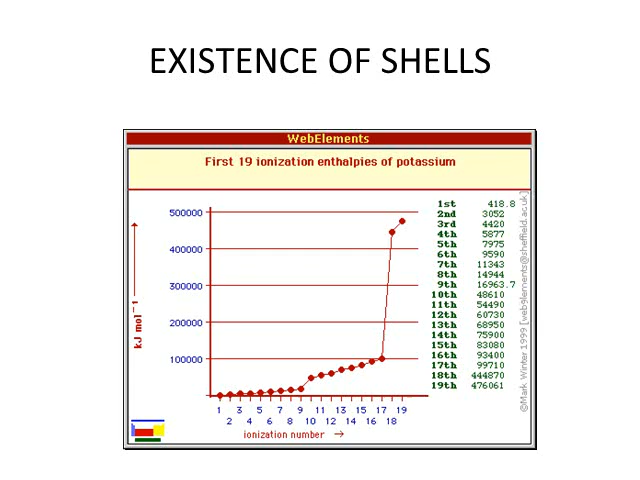 EXISTENCE OF SHELLS
WebElements
First 19 ionization enthalpies of potassium
500000
400000
300000
200000
100000
kJ mol⁻¹
1 3 5 7 9 11 13 15 17 19
2 4 6 8 10 12 14 16 18
ionization number
1st 418.8
2nd 3052
3rd 4420
4th 5877
5th 7975
6th 9590
7th 11343
8th 14944
9th 16963.7
10th 48610
11th 54490
12th 60730
13th 68950
14th 75900
15th 83080
16th 93400
17th 99710
18th 444870
19th 476061
©Mark Winter 1999 [webelements@sheffield.ac.uk]